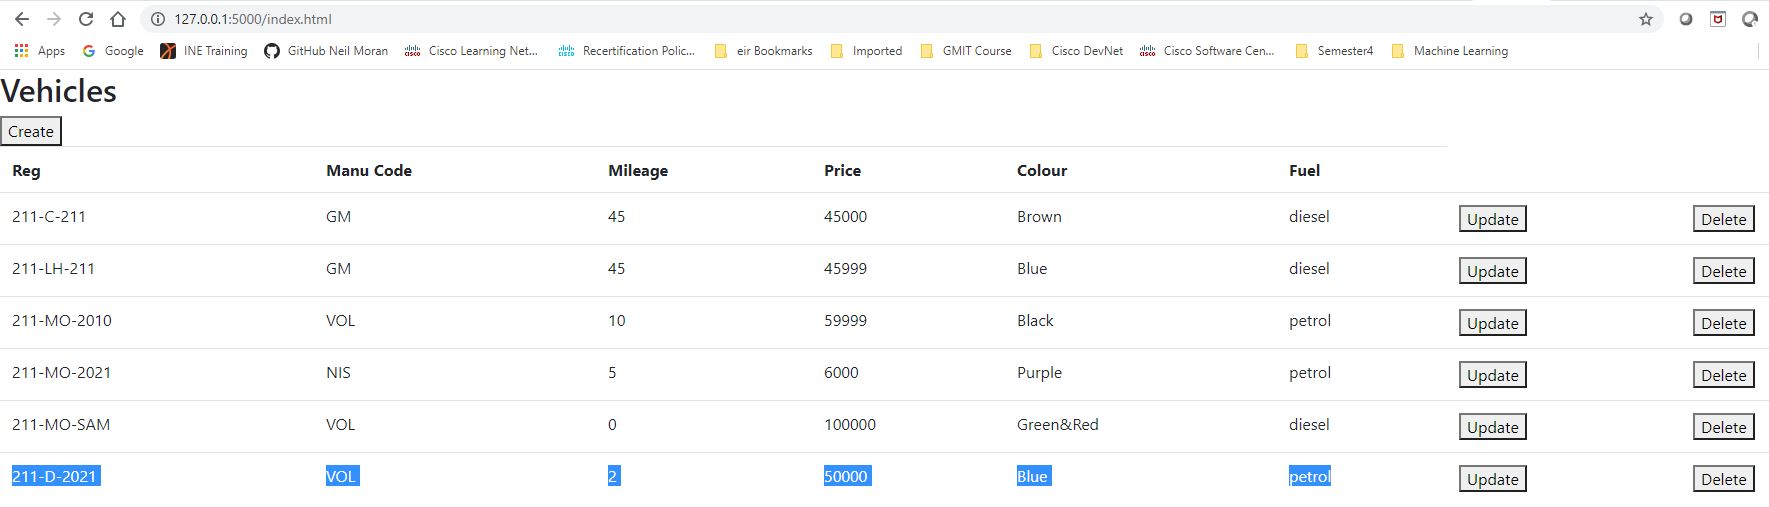 127.0.0.1:5000/index.html
Apps Google INE Training GitHub Neil Moran Cisco Learning Net... Recertification Polic... eir Bookmarks Imported GMIT Course Cisco DevNet Cisco Software Cen... Semester4 Machine Learning
Vehicles
Create
Reg Manu Code Mileage Price Colour Fuel
211-C-211 GM 45 45000 Brown diesel Update Delete
211-LH-211 GM 45 45999 Blue diesel Update Delete
211-MO-2010 VOL 10 59999 Black petrol Update Delete
211-MO-2021 NIS 5 6000 Purple petrol Update Delete
211-MO-SAM VOL 0 100000 Green&Red diesel Update Delete
211-D-2021 VOL 2 50000 Blue petrol Update Delete